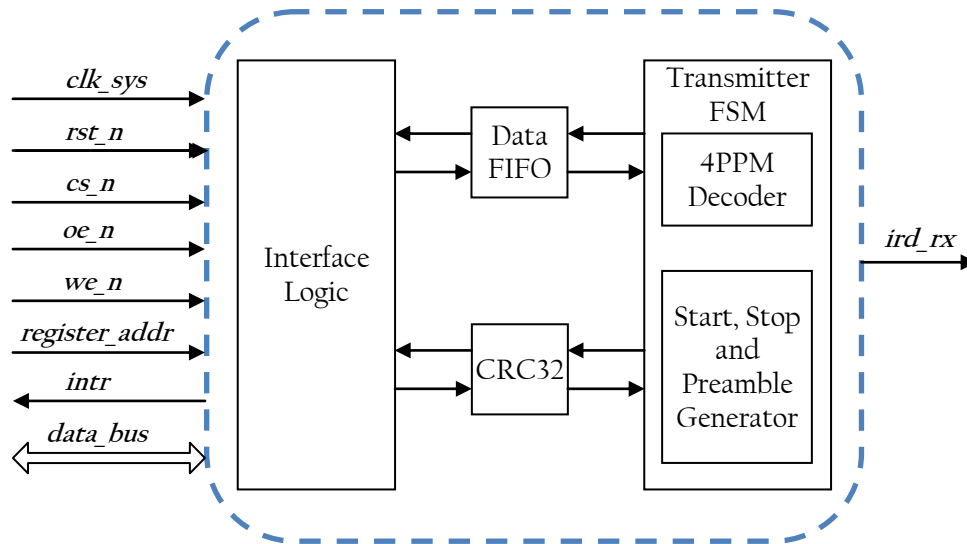 clk_sys
rst_n
cs_n
oe_n
we_n
register_addr
intr
data_bus
Interface
Logic
Data
FIFO
CRC32
Transmitter
FSM
4PPM
Decoder
Start, Stop
and
Preamble
Generator
ird_rx